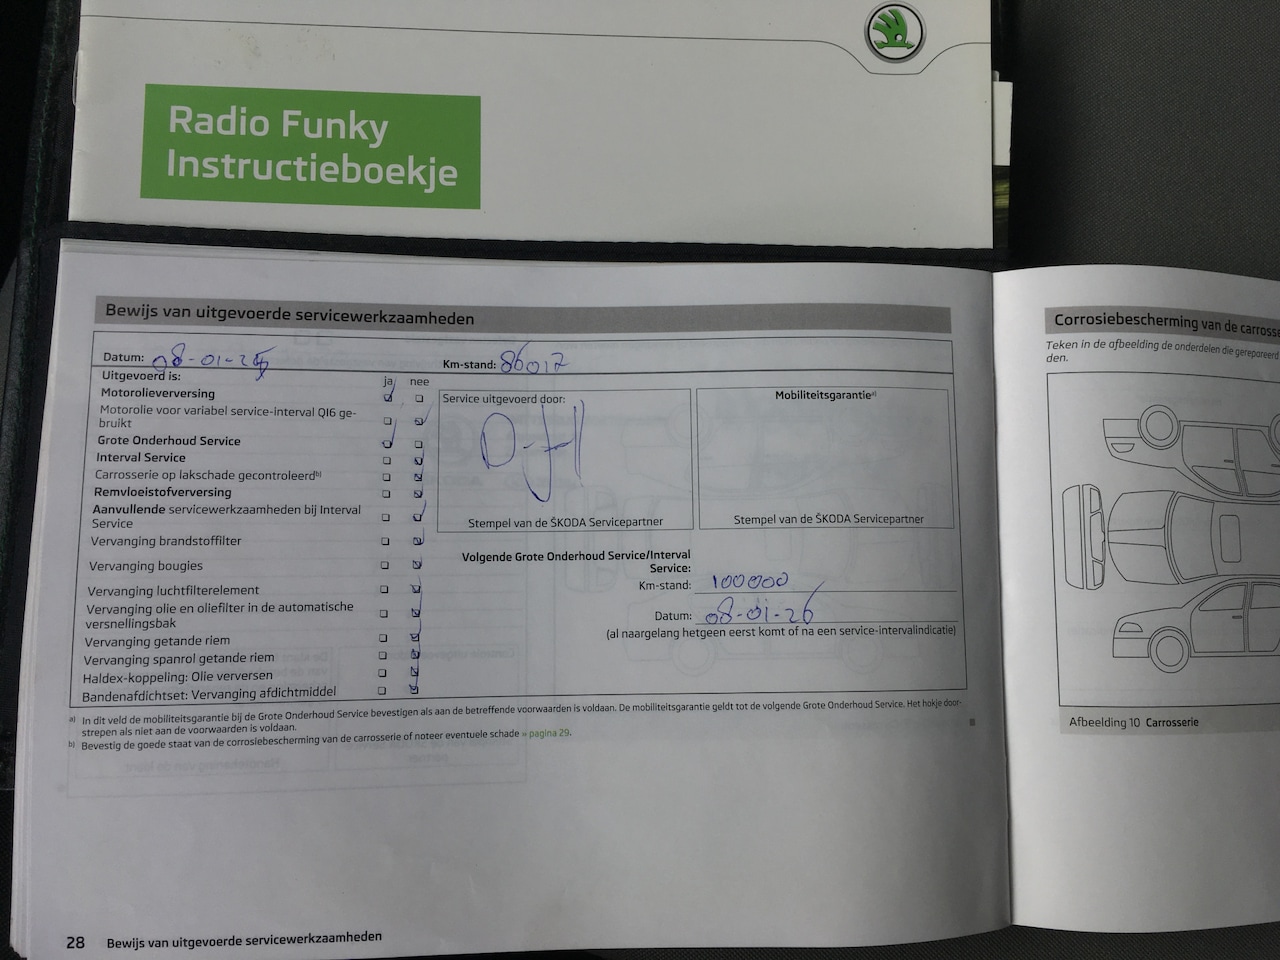 Radio Funky
Instructieboekje
Bewijs van uitgevoerde servicewerkzaamheden
Datum: 08-01-25
Km-stand: 86017
Uitgevoerd is:
ja nee
Motorolieverversing
Motorolie voor variabel service-interval QI6 ge-
bruikt
Grote Onderhoud Service
Interval Service
Carrosserie op lakschade gecontroleerd b)
Remvloeistofverversing
Aanvullende servicewerkzaamheden bij Interval
Service
Vervanging brandstoffilter
Vervanging bougies
Vervanging luchtfilterelement
Vervanging olie en oliefilter in de automatische
versnellingsbak
Vervanging getande riem
Vervanging spanrol getande riem
Haldex-koppeling: Olie verversen
Bandenafdichtset: Vervanging afdichtmiddel
Service uitgevoerd door:
D-H
Stempel van de ŠKODA Servicepartner
Mobiliteitsgarantie a)
Stempel van de ŠKODA Servicepartner
Volgende Grote Onderhoud Service/Interval
Service:
Km-stand: 100000
Datum: 08-01-26
(al naargelang hetgeen eerst komt of na een service-intervalindicatie)
a) In dit veld de mobiliteitsgarantie bij de Grote Onderhoud Service bevestigen als aan de betreffende voorwaarden is voldaan. De mobiliteitsgarantie geldt tot de volgende Grote Onderhoud Service. Het hokje door-
strepen als niet aan de voorwaarden is voldaan.
b) Bevestig de goede staat van de corrosiebescherming van de carrosserie of noteer eventuele schade » pagina 29.
28 Bewijs van uitgevoerde servicewerkzaamheden
Corrosiebescherming van de carrosse
Teken in de afbeelding de onderdelen die gerepareerd
den.
Afbeelding 10 Carrosserie